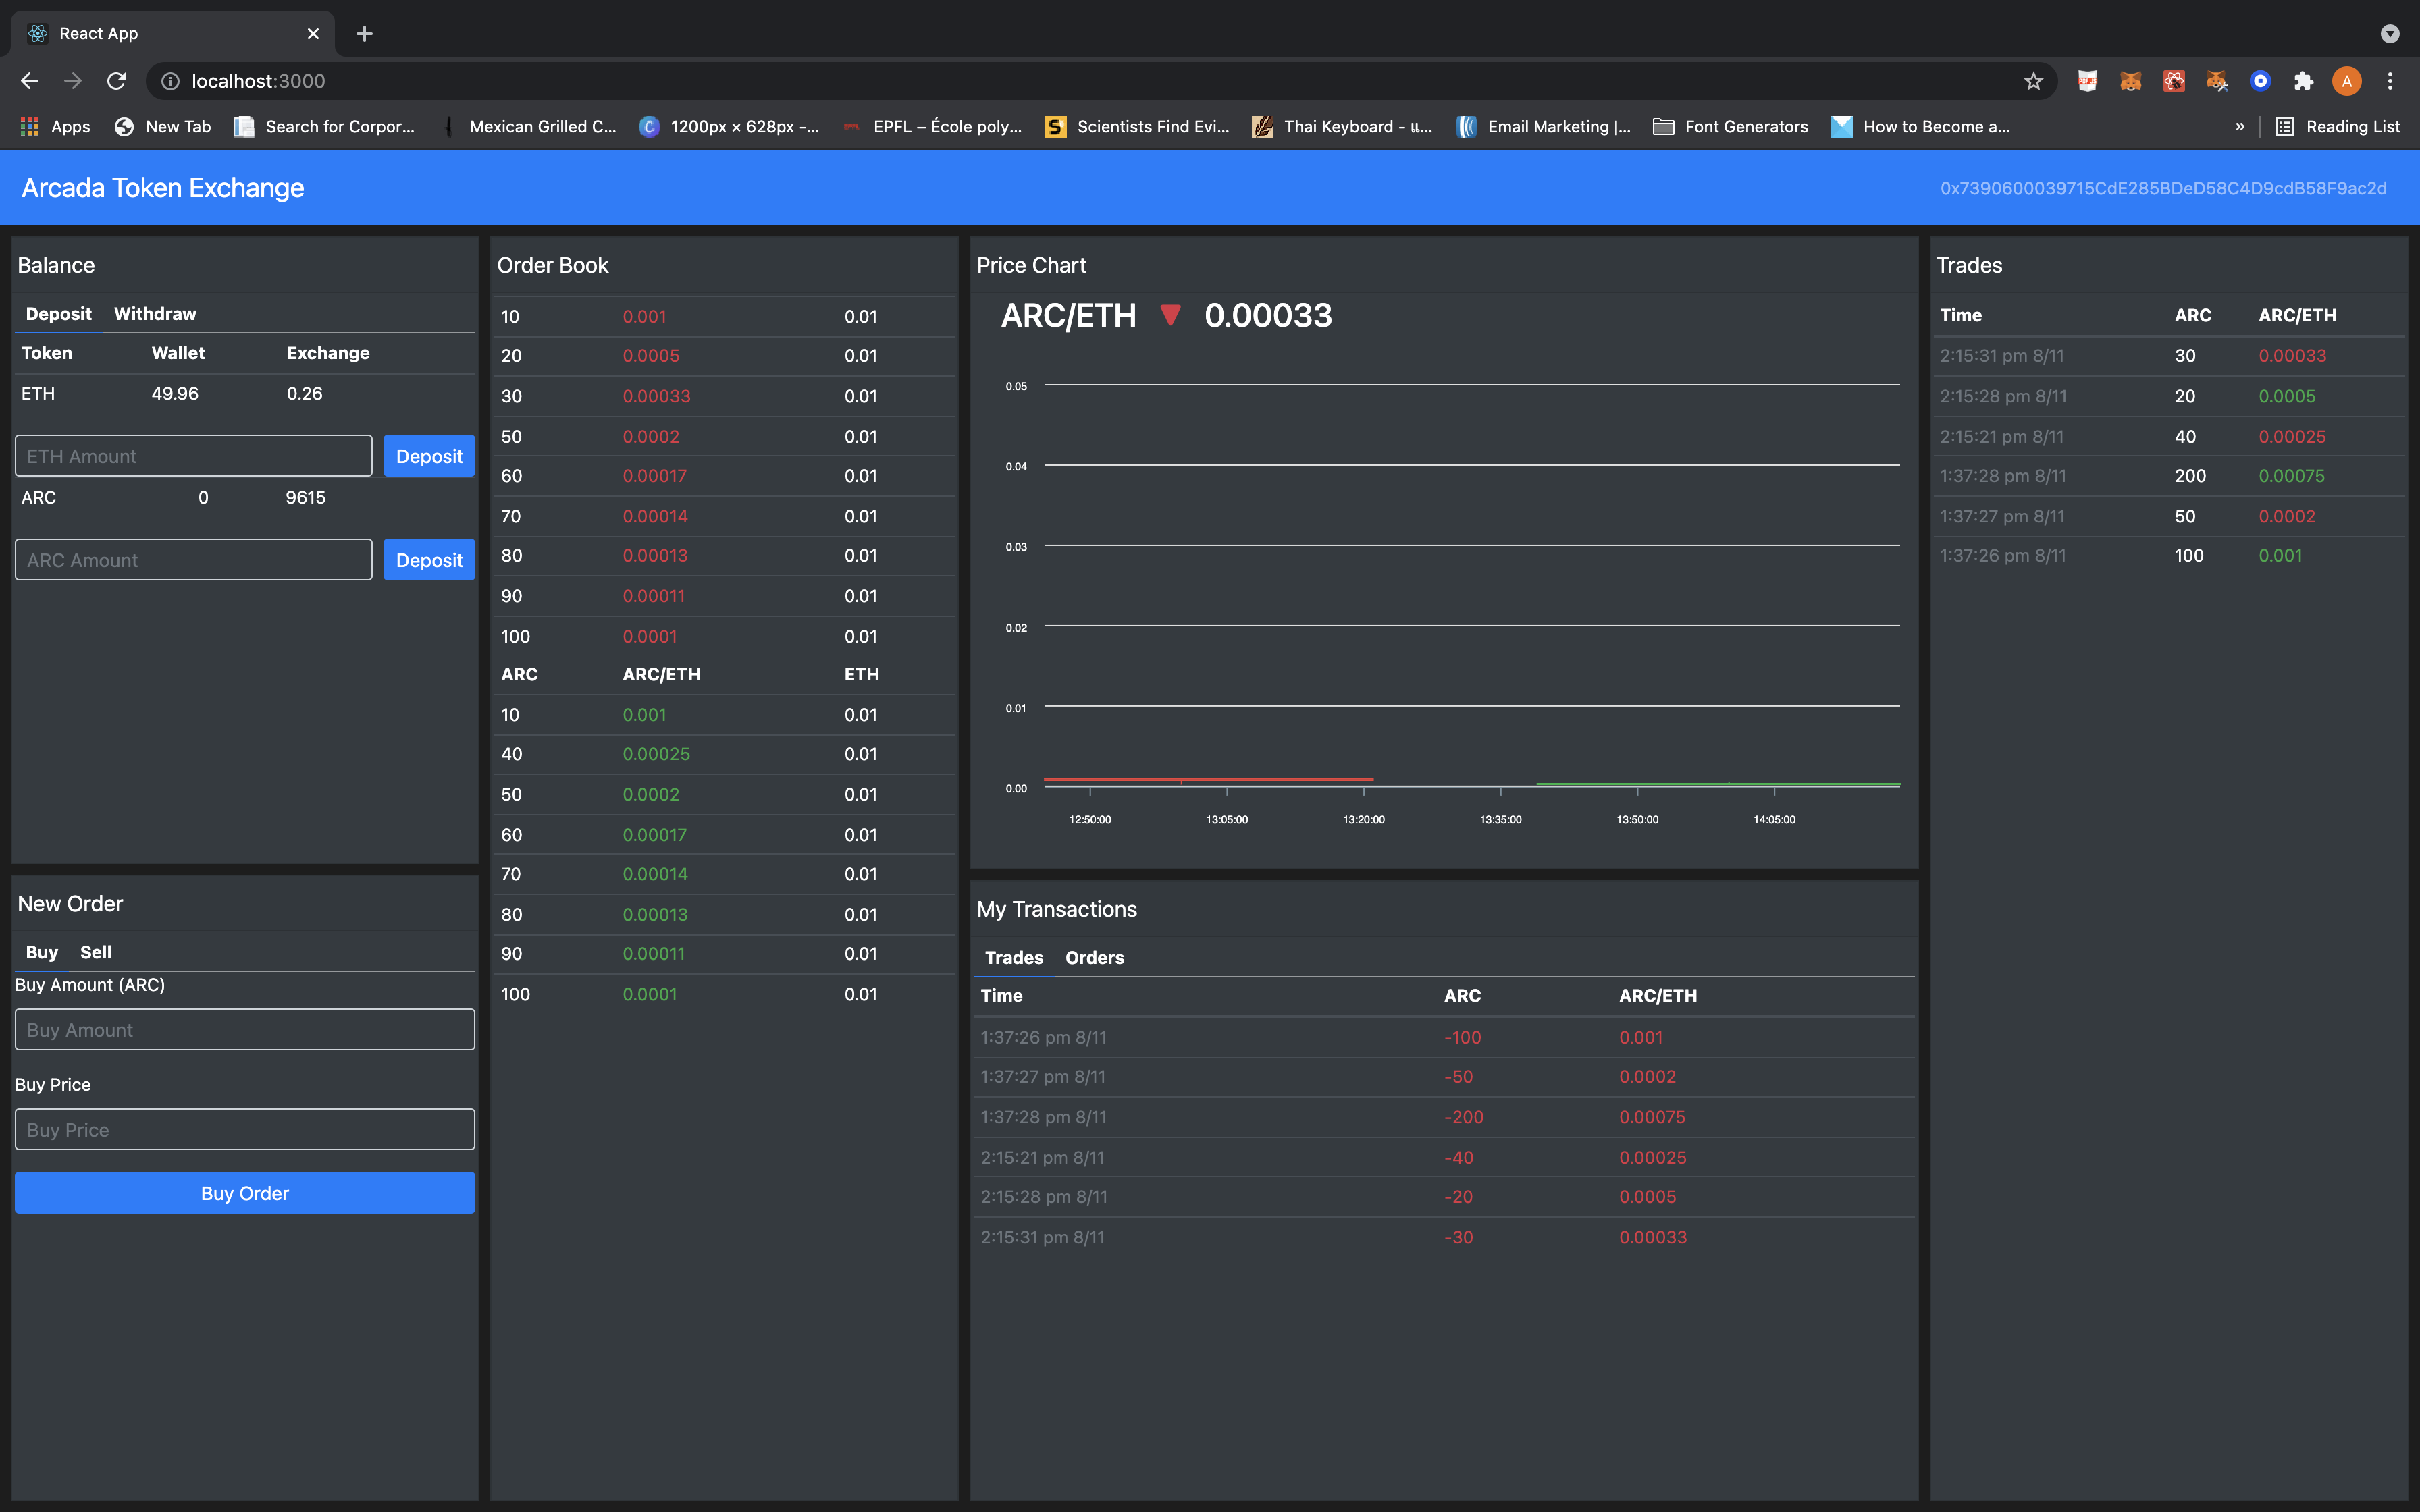 React App
localhost:3000
Apps New Tab Search for Corpor... Mexican Grilled C... 1200px × 628px -... EPFL – École poly... Scientists Find Evi... Thai Keyboard - แ... Email Marketing |... Font Generators How to Become a... » Reading List
Arcada Token Exchange
0x7390600039715CdE285BDeD58C4D9cdB58F9ac2d
Balance
Deposit Withdraw
Token Wallet Exchange
ETH 49.96 0.26
ETH Amount Deposit
ARC 0 9615
ARC Amount Deposit
New Order
Buy Sell
Buy Amount (ARC)
Buy Amount
Buy Price
Buy Price
Buy Order
Order Book
10 0.001 0.01
20 0.0005 0.01
30 0.00033 0.01
50 0.0002 0.01
60 0.00017 0.01
70 0.00014 0.01
80 0.00013 0.01
90 0.00011 0.01
100 0.0001 0.01
ARC ARC/ETH ETH
10 0.001 0.01
40 0.00025 0.01
50 0.0002 0.01
60 0.00017 0.01
70 0.00014 0.01
80 0.00013 0.01
90 0.00011 0.01
100 0.0001 0.01
Price Chart
ARC/ETH ▼ 0.00033
0.05
0.04
0.03
0.02
0.01
0.00
12:50:00 13:05:00 13:20:00 13:35:00 13:50:00 14:05:00
My Transactions
Trades Orders
Time ARC ARC/ETH
1:37:26 pm 8/11 -100 0.001
1:37:27 pm 8/11 -50 0.0002
1:37:28 pm 8/11 -200 0.00075
2:15:21 pm 8/11 -40 0.00025
2:15:28 pm 8/11 -20 0.0005
2:15:31 pm 8/11 -30 0.00033
Trades
Time ARC ARC/ETH
2:15:31 pm 8/11 30 0.00033
2:15:28 pm 8/11 20 0.0005
2:15:21 pm 8/11 40 0.00025
1:37:28 pm 8/11 200 0.00075
1:37:27 pm 8/11 50 0.0002
1:37:26 pm 8/11 100 0.001